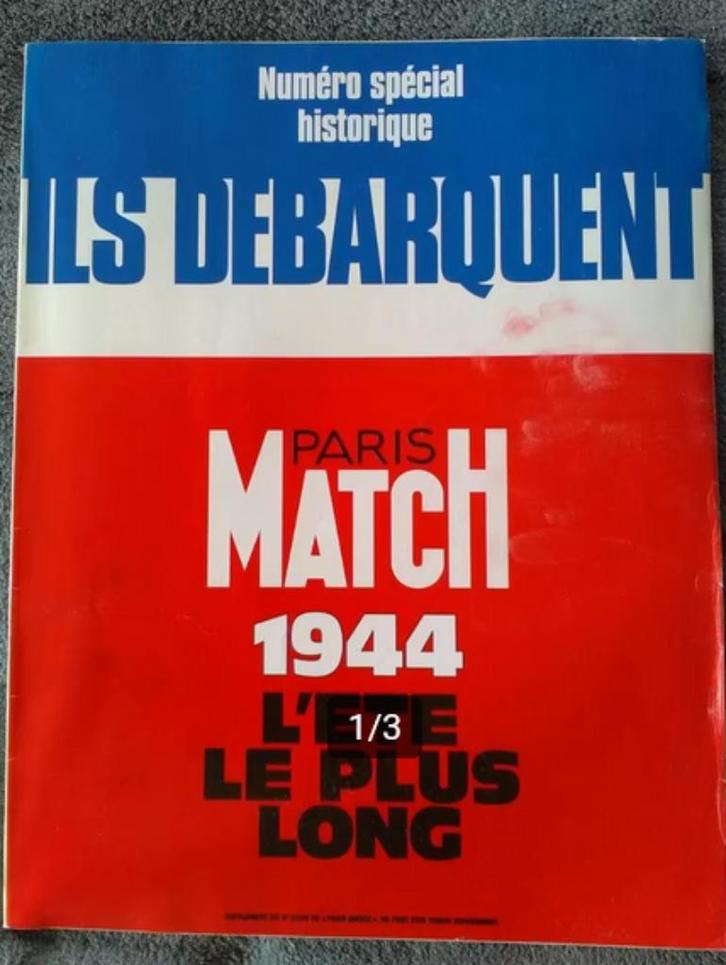 Numéro spécial
historique
ILS DEBARQUENT
PARIS
MATCH
1944
L'ETE
1/3
LE PLUS
LONG